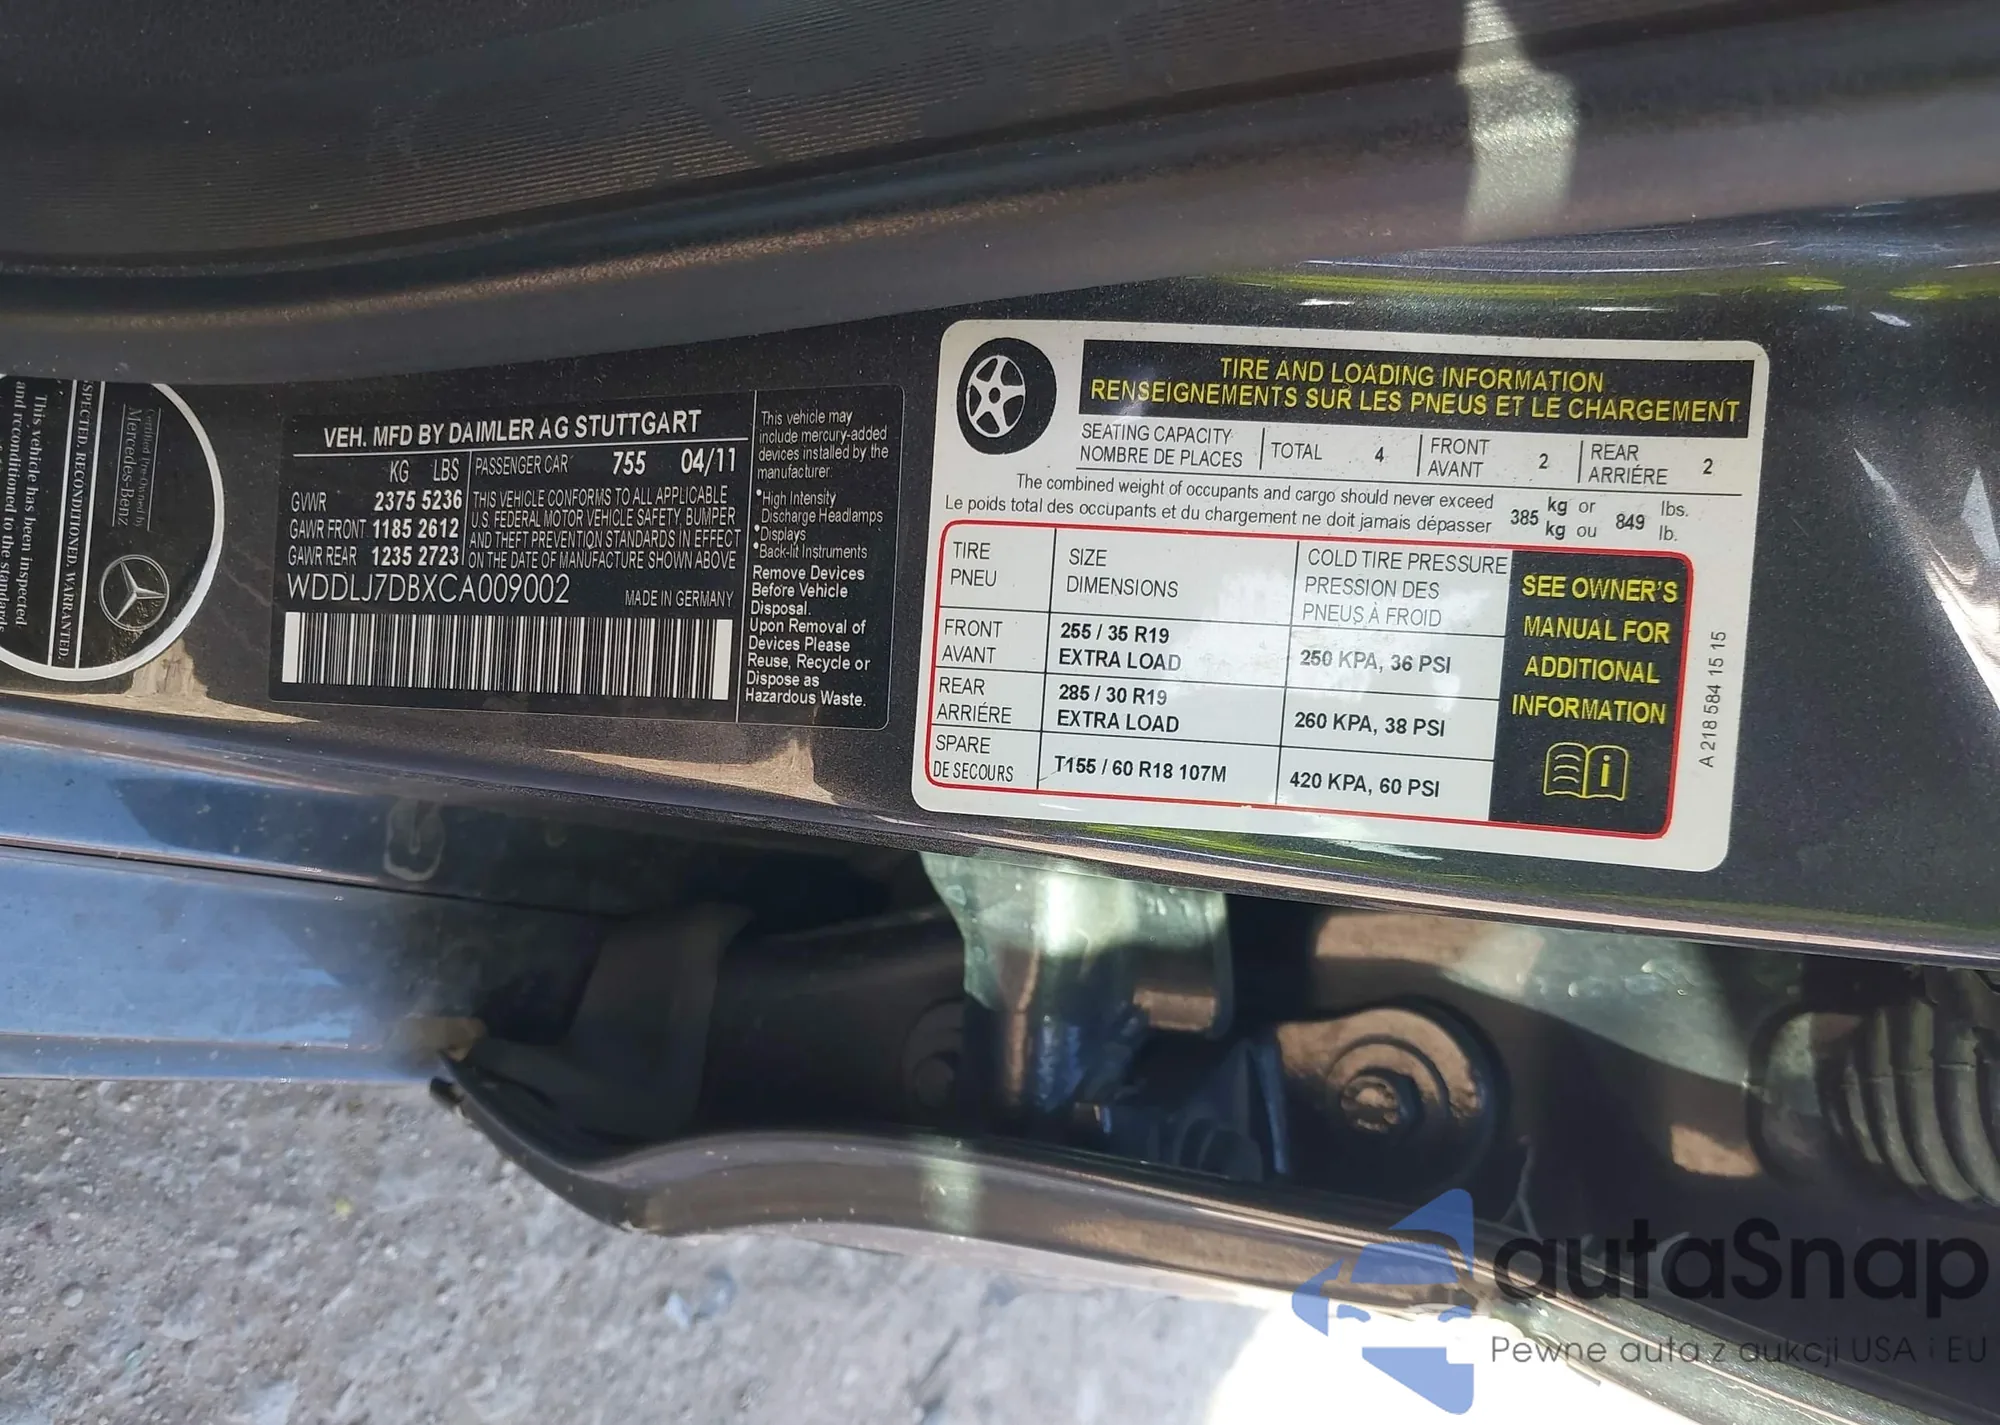 Certified Pre-Owned by
Mercedes-Benz
INSPECTED. RECONDITIONED. WARRANTED.
This vehicle has been inspected
and reconditioned to the standards
VEH. MFD BY DAIMLER AG STUTTGART
KG LBS
GVWR 2375 5236
GAWR FRONT 1185 2612
GAWR REAR 1235 2723
PASSENGER CAR 755 04/11
THIS VEHICLE CONFORMS TO ALL APPLICABLE
U.S. FEDERAL MOTOR VEHICLE SAFETY, BUMPER
AND THEFT PREVENTION STANDARDS IN EFFECT
ON THE DATE OF MANUFACTURE SHOWN ABOVE
WDDLJ7DBXCA009002
MADE IN GERMANY
This vehicle may
include mercury-added
devices installed by the
manufacturer:
*High Intensity
Discharge Headlamps
*Displays
*Back-lit Instruments
Remove Devices
Before Vehicle
Disposal.
Upon Removal of
Devices Please
Reuse, Recycle or
Dispose as
Hazardous Waste.
TIRE AND LOADING INFORMATION
RENSEIGNEMENTS SUR LES PNEUS ET LE CHARGEMENT
SEATING CAPACITY
NOMBRE DE PLACES
TOTAL 4
FRONT
AVANT
2
REAR
ARRIÉRE
2
The combined weight of occupants and cargo should never exceed
Le poids total des occupants et du chargement ne doit jamais dépasser
385
kg or
kg ou
849
lbs.
lb.
TIRE
PNEU
SIZE
DIMENSIONS
COLD TIRE PRESSURE
PRESSION DES
PNEUS À FROID
FRONT
AVANT
255 / 35 R19
EXTRA LOAD
250 KPA, 36 PSI
REAR
ARRIÉRE
285 / 30 R19
EXTRA LOAD
260 KPA, 38 PSI
SPARE
DE SECOURS
T155 / 60 R18 107M
420 KPA, 60 PSI
SEE OWNER'S
MANUAL FOR
ADDITIONAL
INFORMATION
A 218 584 15 15
autaSnap
Pewne auta z aukcji USA i EU